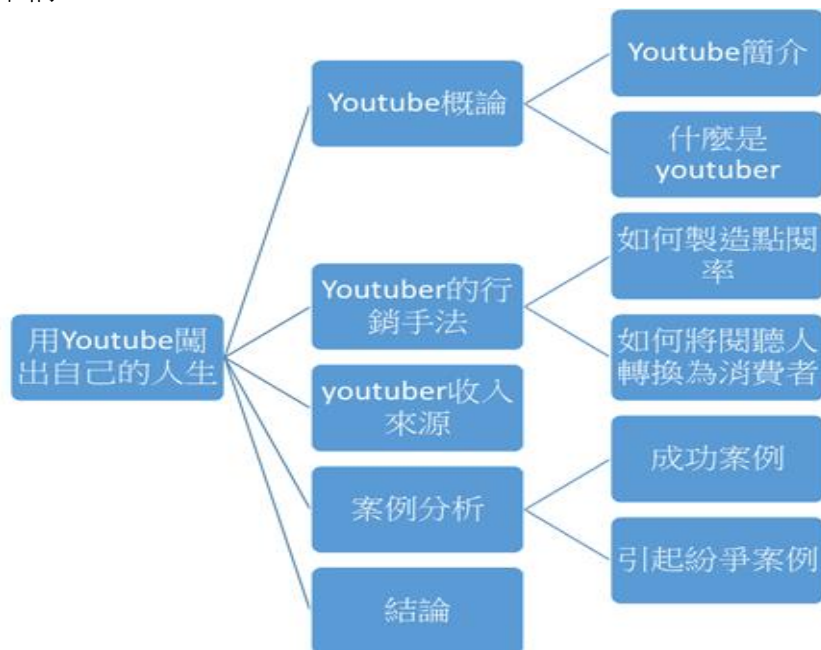 用Youtube闖
出自己的人生
Youtube概論
Youtube簡介
什麼是
youtuber
Youtuber的行
銷手法
如何製造點閱
率
如何將閱聽人
轉換為消費者
youtuber收入
來源
案例分析
成功案例
引起紛爭案例
結論